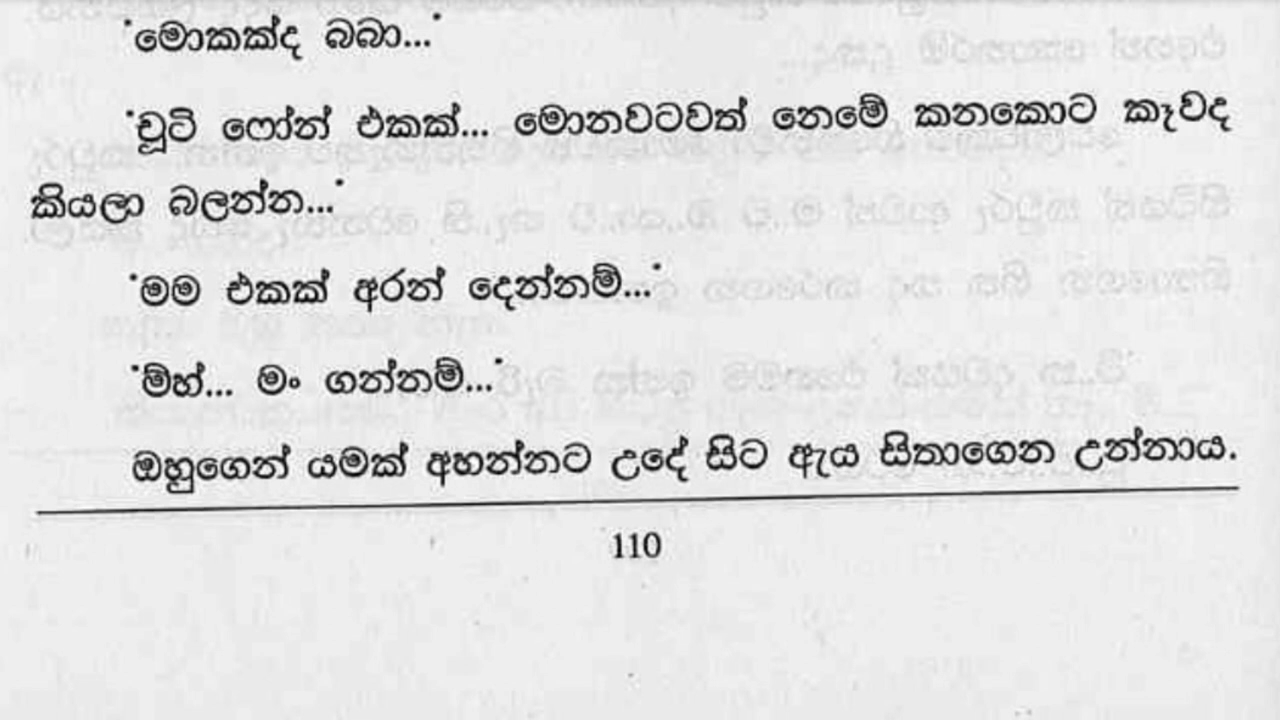 'මොකක්ද බබා...'
'චූටි ෆෝන් එකක්... මොනවටවත් නෙමේ කනකොට කෑවද
කියලා බලන්න...'
'මම එකක් අරන් දෙන්නම්...'
'ම්හ්... මං ගන්නම්...'
ඔහුගෙන් යමක් අහන්නට උදේ සිට ඇය සිතාගෙන උන්නාය.
110